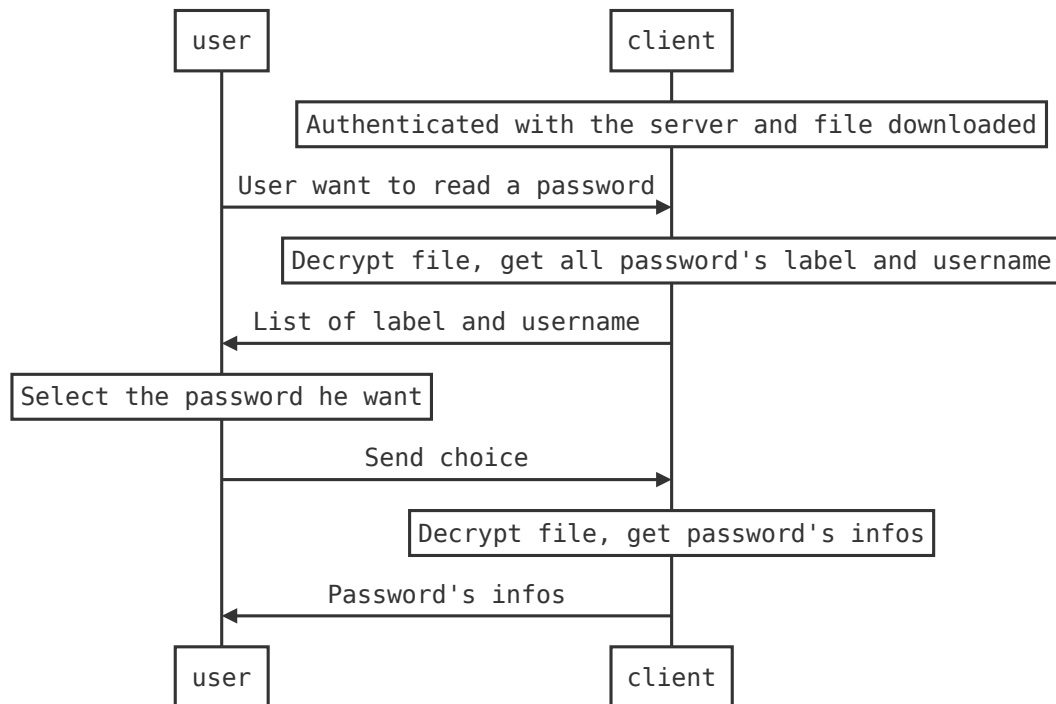 user
client
Authenticated with the server and file downloaded
User want to read a password
Decrypt file, get all password's label and username
List of label and username
Select the password he want
Send choice
Decrypt file, get password's infos
Password's infos
user
client